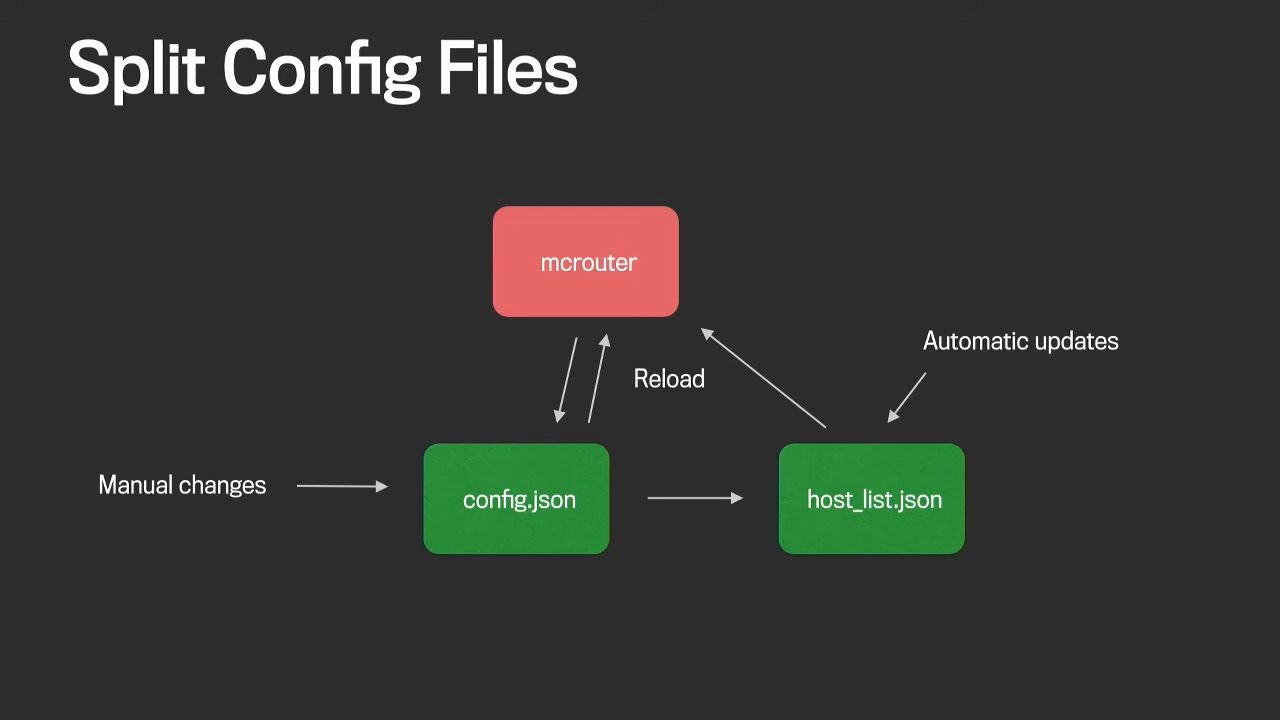 Split Config Files
mcrouter
Automatic updates
Reload
Manual changes
config.json
host_list.json